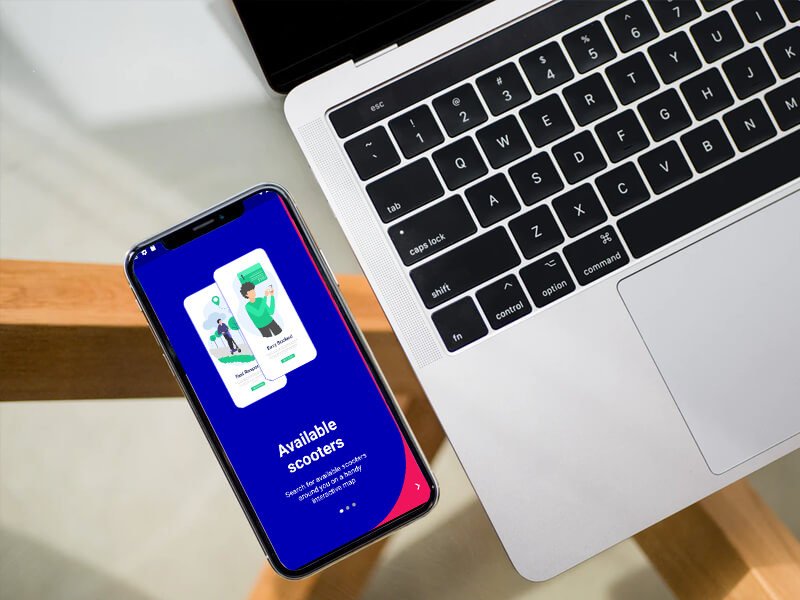 Fast Respon
Easy Booked
Available
scooters
Search for available scooters
around you on a handy
interactive map
esc
~
`
!
1
@
2
#
3
$
4
%
5
^
6
7
tab
Q
W
E
R
T
Y
U
I
caps lock
A
S
D
F
G
H
J
K
shift
Z
X
C
V
B
N
M
fn
^
control
⌥
option
⌘
command